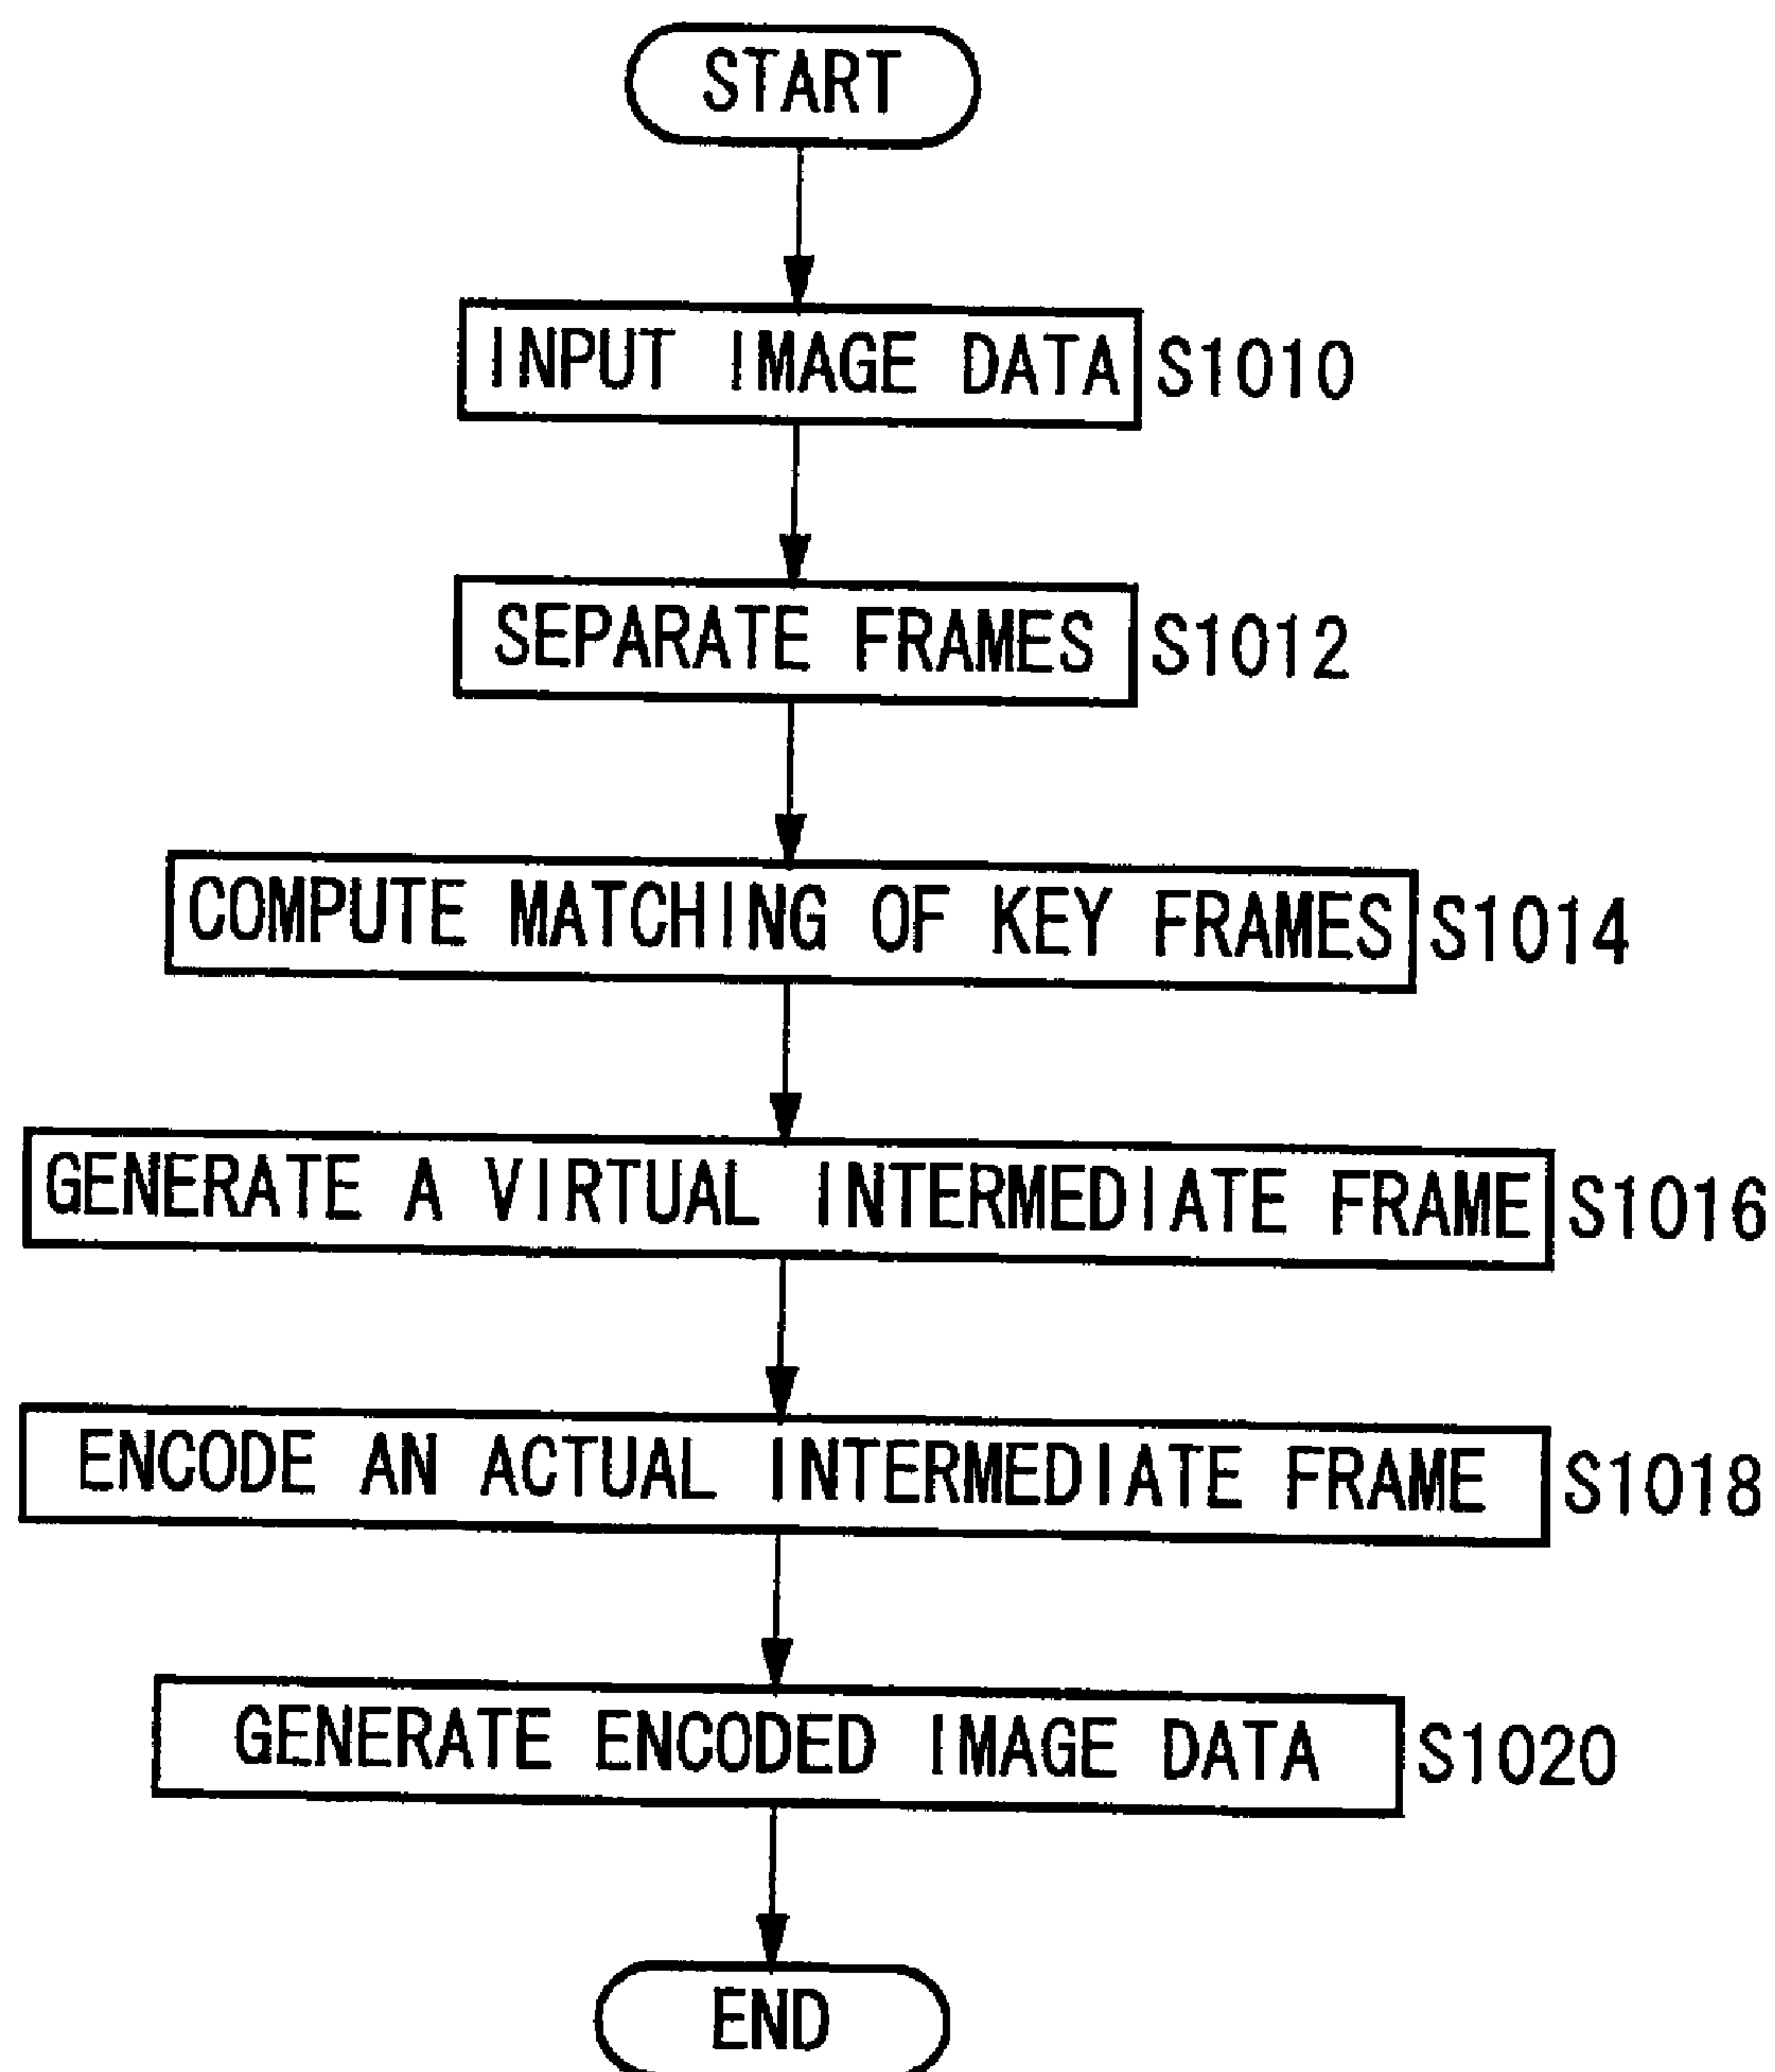 START
INPUT IMAGE DATA S1010
SEPARATE FRAMES S1012
COMPUTE MATCHING OF KEY FRAMES S1014
GENERATE A VIRTUAL INTERMEDIATE FRAME S1016
ENCODE AN ACTUAL INTERMEDIATE FRAME S1018
GENERATE ENCODED IMAGE DATA S1020
END